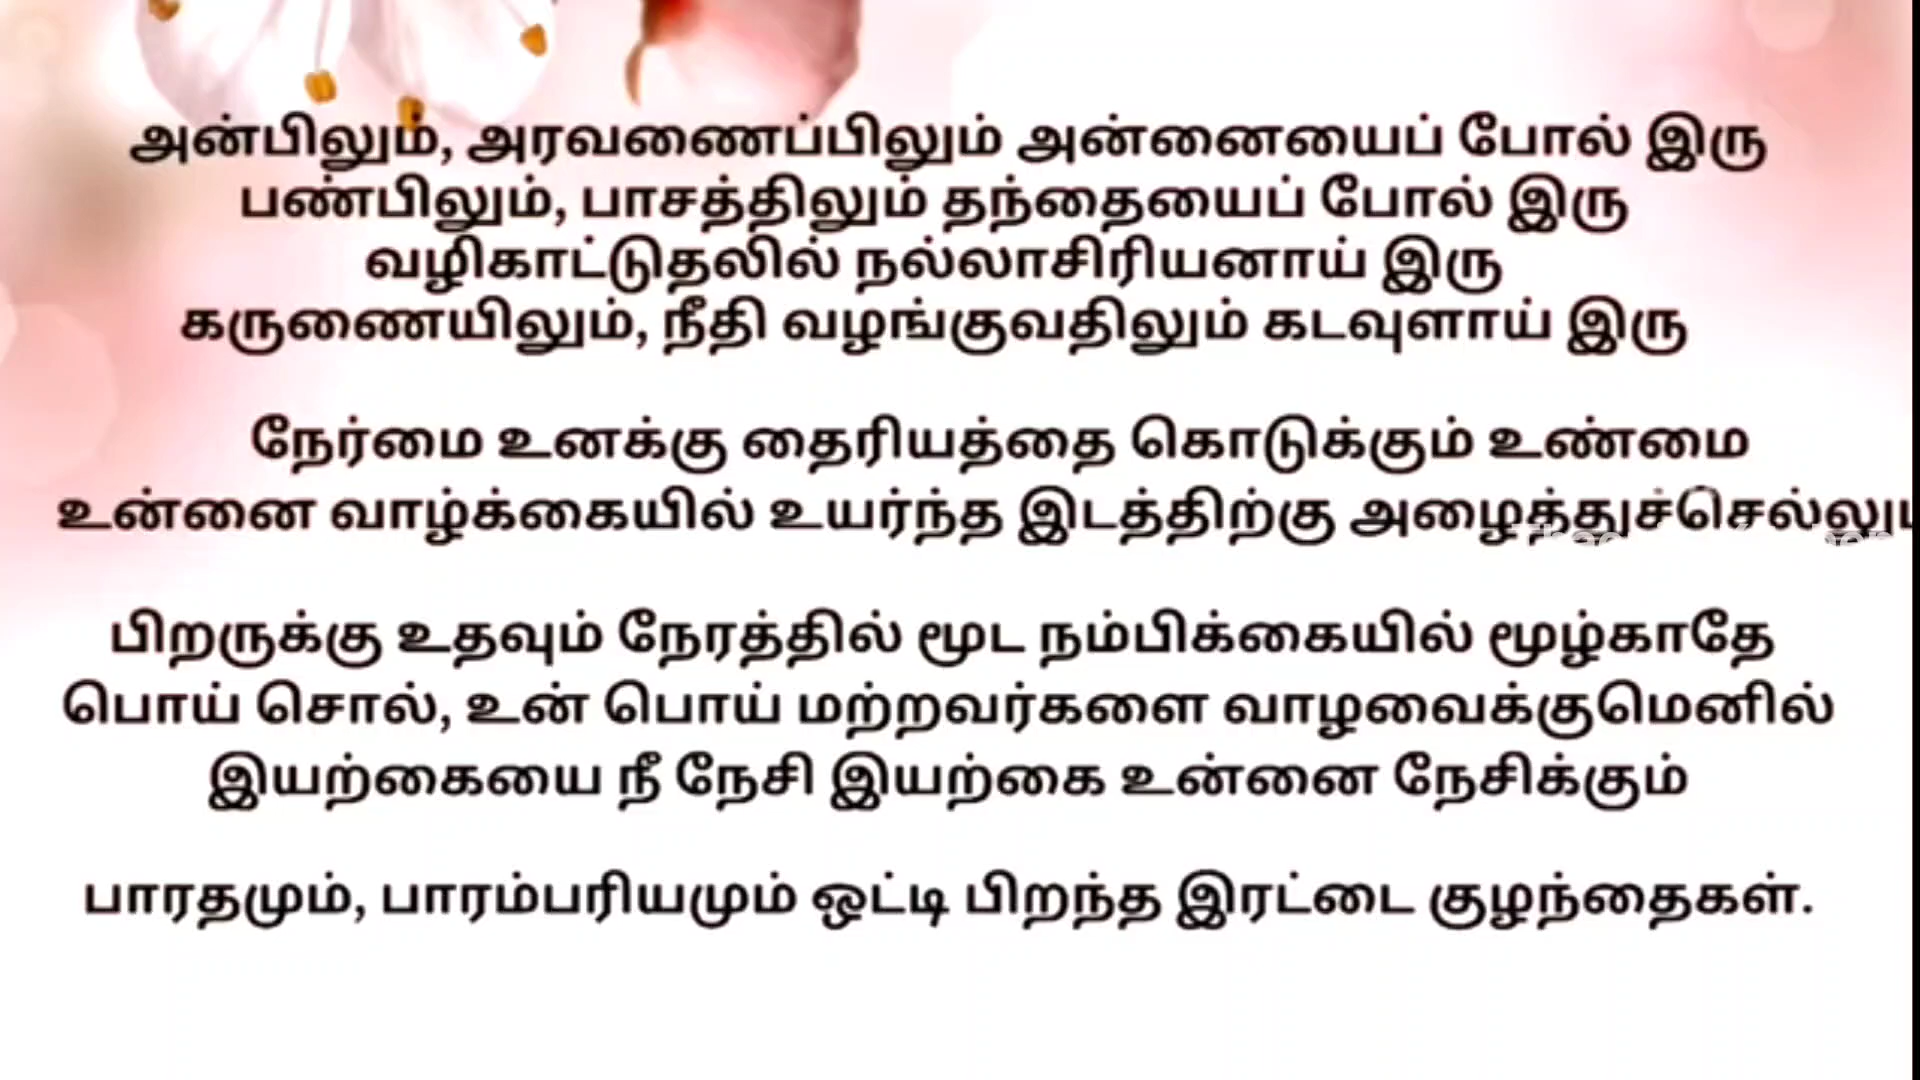 அன்பிலும், அரவணைப்பிலும் அன்னையைப் போல் இரு
பண்பிலும், பாசத்திலும் தந்தையைப் போல் இரு
வழிகாட்டுதலில் நல்லாசிரியனாய் இரு
கருணையிலும், நீதி வழங்குவதிலும் கடவுளாய் இரு
நேர்மை உனக்கு தைரியத்தை கொடுக்கும் உண்மை
உன்னை வாழ்க்கையில் உயர்ந்த இடத்திற்கு
பிறருக்கு உதவும் நேரத்தில் மூட நம்பிக்கையில் மூழ்காதே
பொய் சொல், உன் பொய் மற்றவர்களை வாழவைக்குமெனில்
இயற்கையை நீ நேசி இயற்கை உன்னை நேசிக்கும்
பாரதமும், பாரம்பரியமும் ஒட்டி பிறந்த இரட்டை குழந்தைகள்.